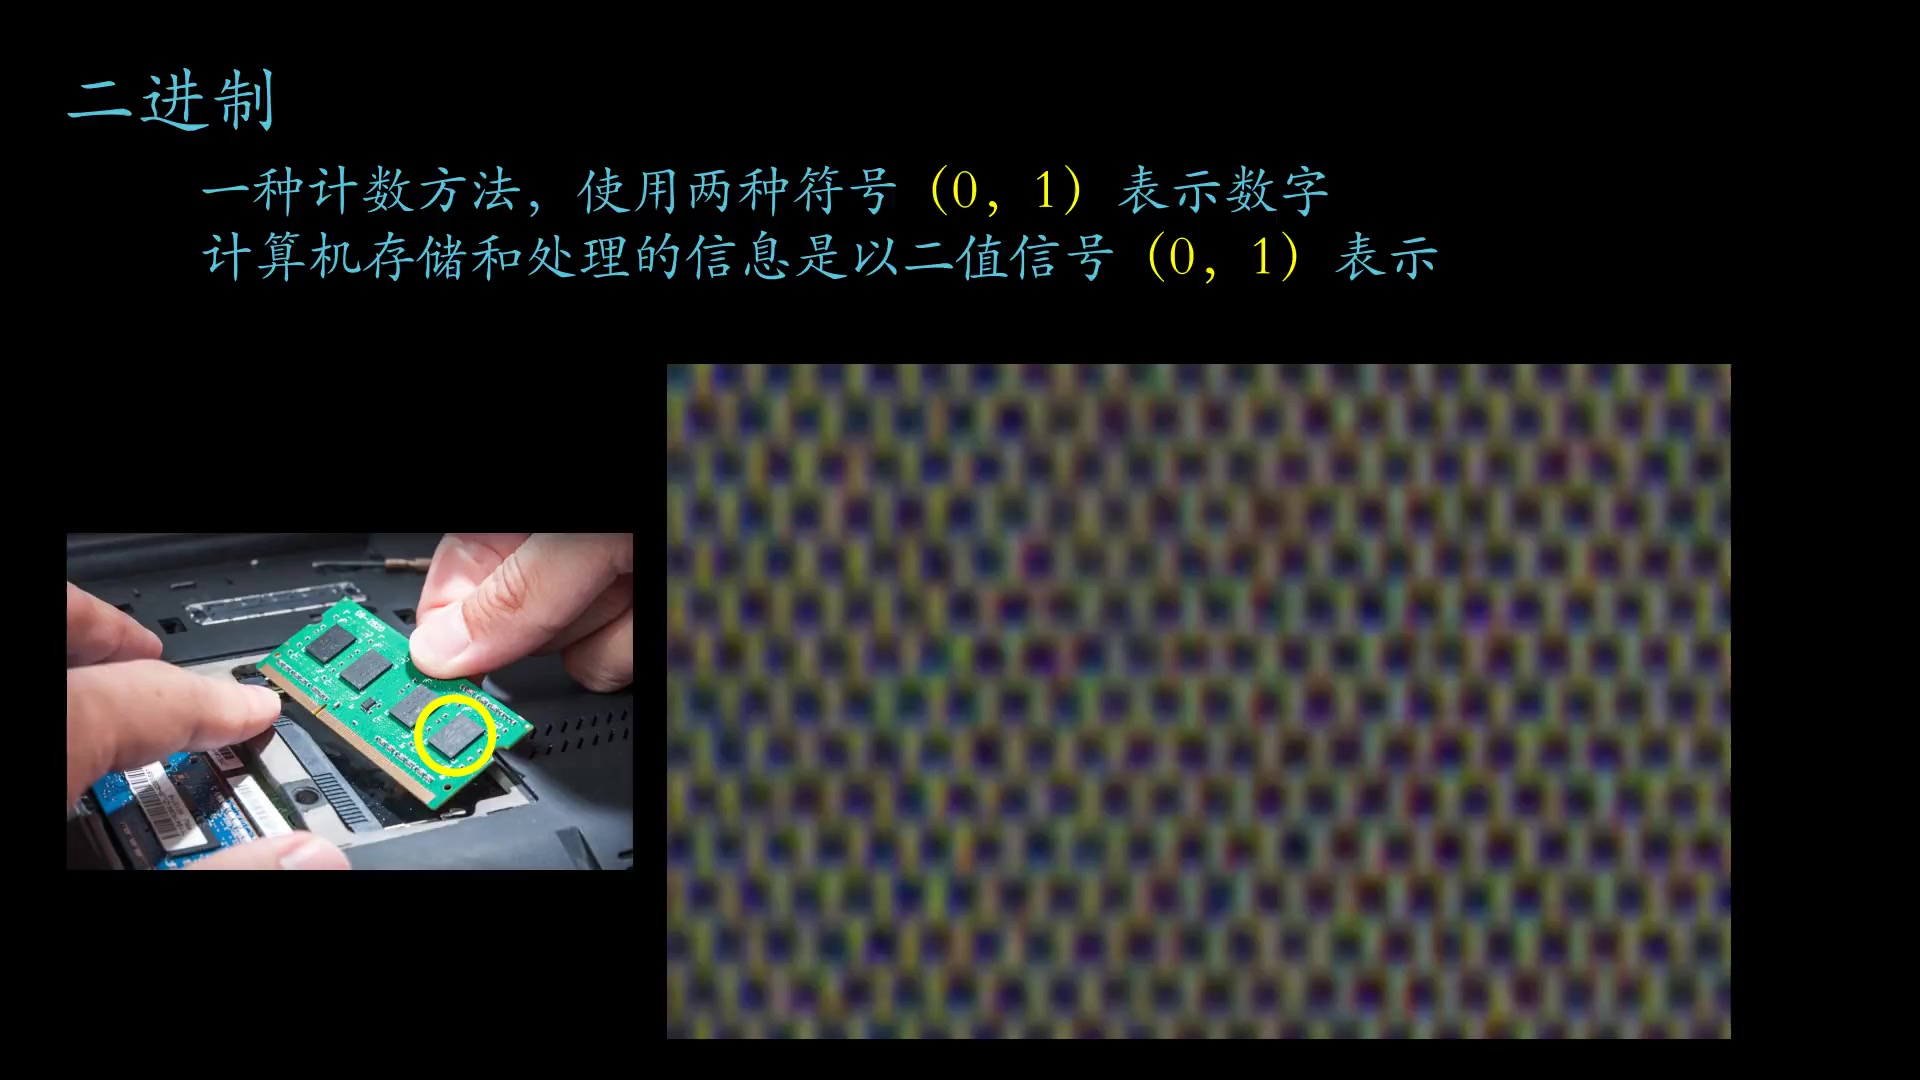 二进制
一种计数方法，使用两种符号（0，1）表示数字
计算机存储和处理的信息是以二值信号（0，1）表示